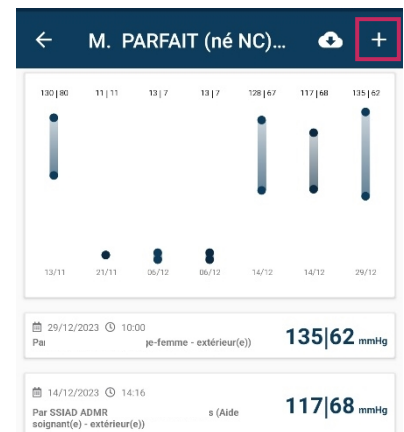 M. PARFAIT (né NC)...
130 | 80 11 | 11 13 | 7 13 | 7 128 | 67 117 | 68 135 | 62
13/11 21/11 06/12 06/12 14/12 14/12 29/12
29/12/2023 10:00
135|62 mmHg
je-femme - extérieur(e))
14/12/2023 14:16
117|68 mmHg
Par SSIAD ADMR s (Aide
soignant(e) - extérieur(e))